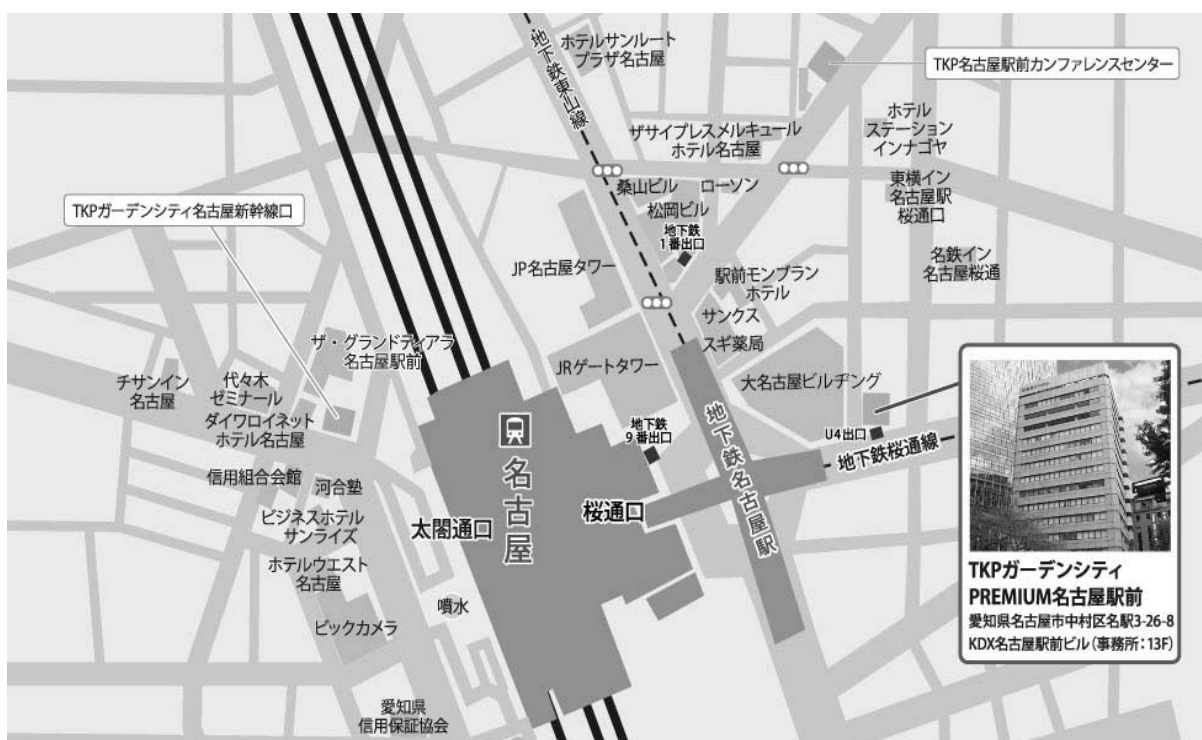 地下鉄東山線
ホテルサンルート
プラザ名古屋
TKP名古屋駅前カンファレンスセンター
ザサイプレスメルキュール
ホテル名古屋
ホテル
ステーション
インナゴヤ
桑山ビル
ローソン
東横イン
名古屋駅
桜通口
松岡ビル
地下鉄
1番出口
TKPガーデンシティ名古屋新幹線口
JP名古屋タワー
駅前モンブラン
ホテル
名鉄イン
名古屋桜通
サンクス
スギ薬局
ザ・グランドティアラ
名古屋駅前
JRゲートタワー
大名古屋ビルヂング
チサンイン
名古屋
代々木
ゼミナール
ダイワロイネット
ホテル名古屋
地下鉄
9番出口
U4出口
地下鉄桜通線
地下鉄名古屋駅
名古屋
信用組合会館
河合塾
太閤通口
桜通口
ビジネスホテル
サンライズ
ホテルウエスト
名古屋
噴水
ビックカメラ
愛知県
信用保証協会
TKPガーデンシティ
PREMIUM名古屋駅前
愛知県名古屋市中村区名駅3-26-8
KDX名古屋駅前ビル(事務所:13F)